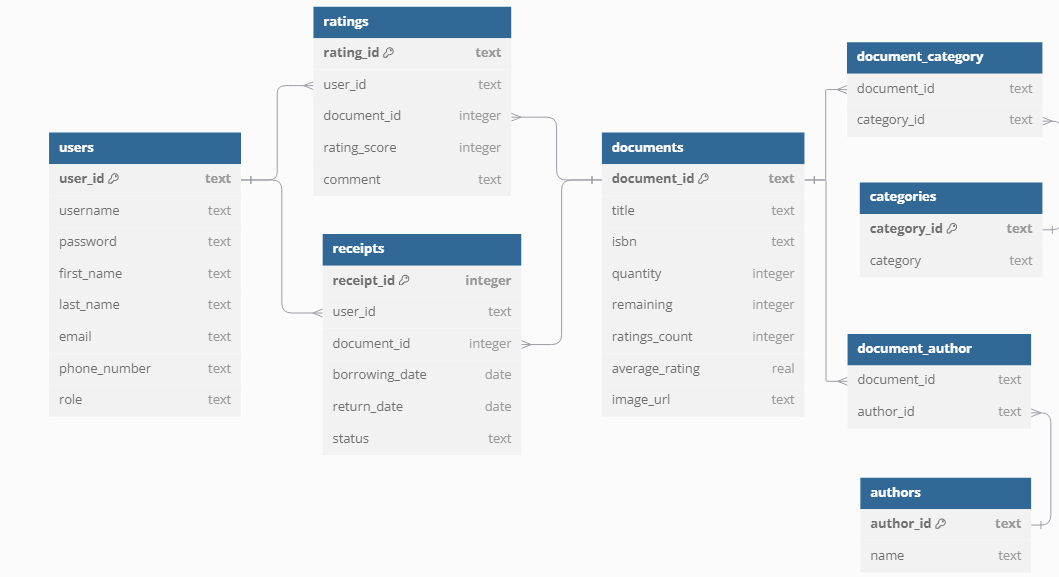 users
user_id text
username text
password text
first_name text
last_name text
email text
phone_number text
role text
ratings
rating_id text
user_id text
document_id integer
rating_score integer
comment text
receipts
receipt_id integer
user_id text
document_id integer
borrowing_date date
return_date date
status text
documents
document_id text
title text
isbn text
quantity integer
remaining integer
ratings_count integer
average_rating real
image_url text
document_category
document_id text
category_id text
categories
category_id text
category text
document_author
document_id text
author_id text
authors
author_id text
name text